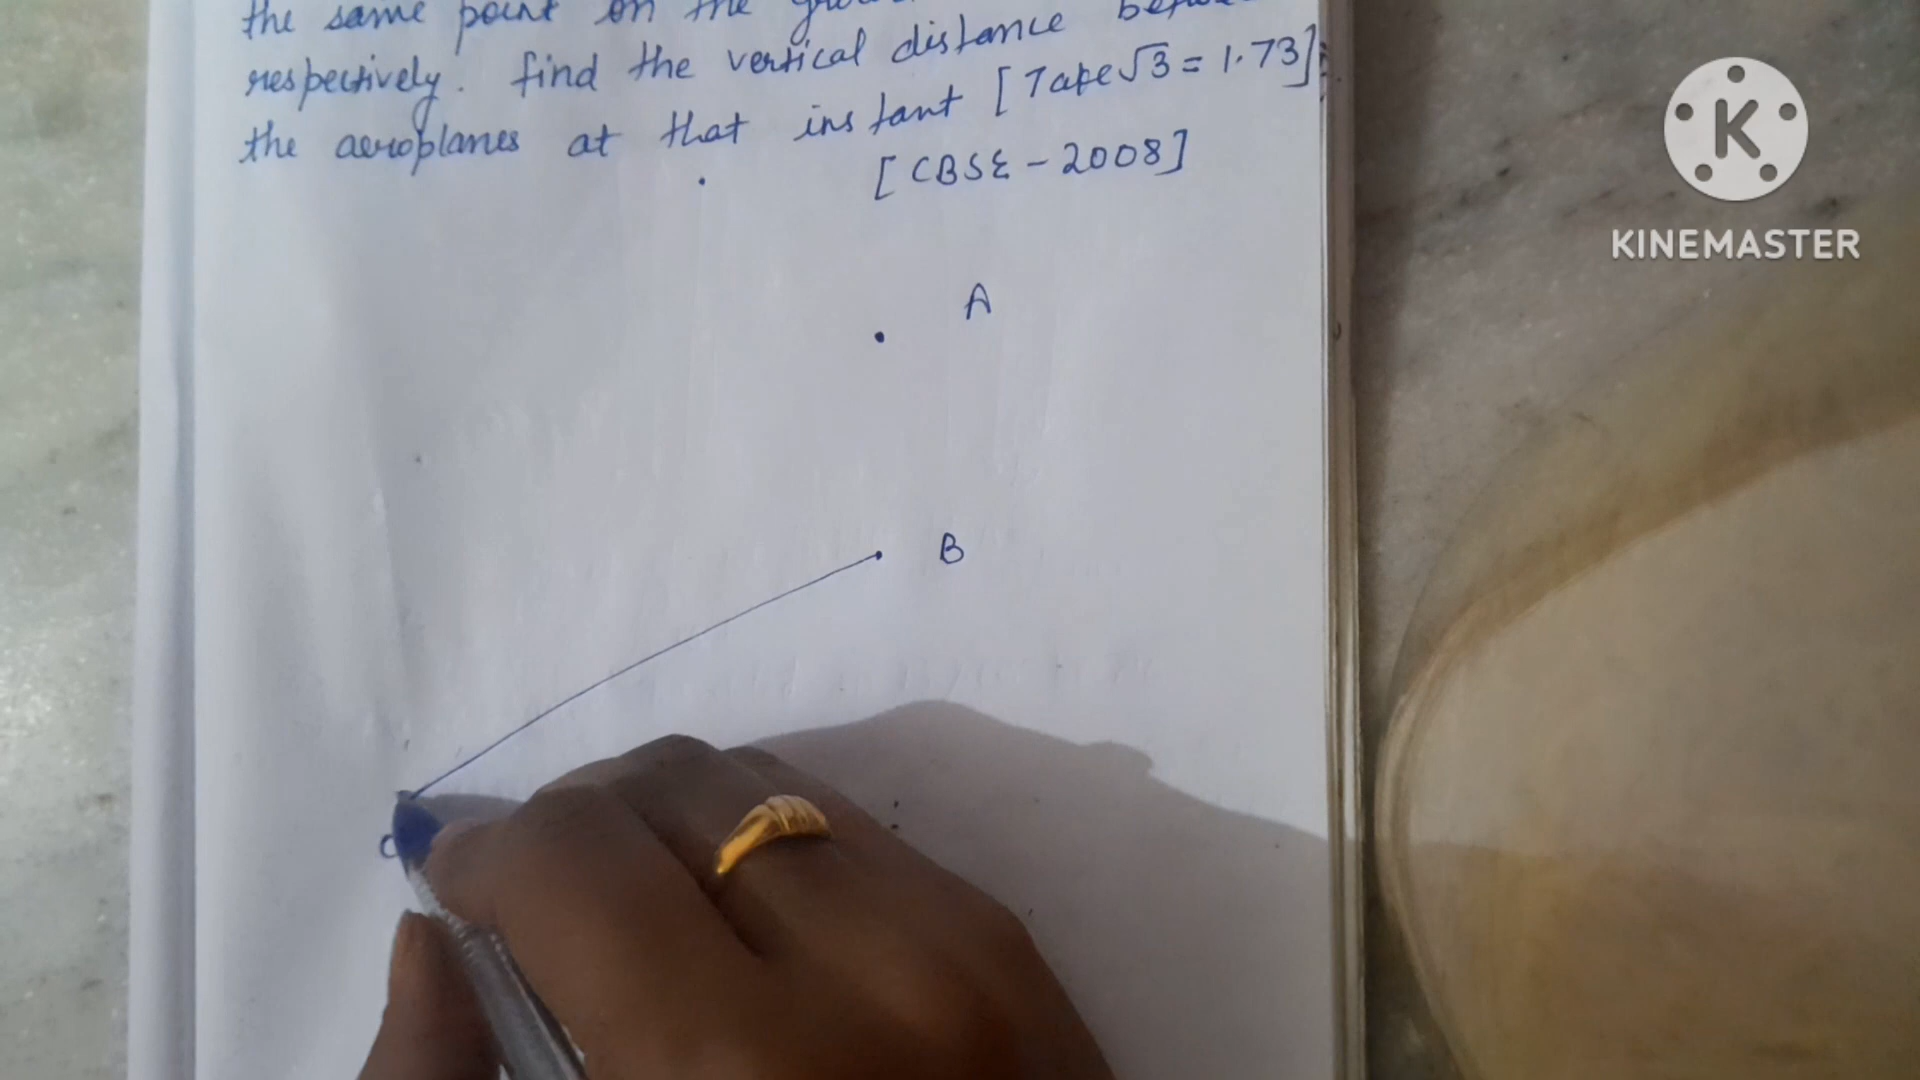 the same point on the
respectively. find the vertical distance
the aeroplanes at that instant [Take √3 = 1.73]
[CBSE - 2008]
A
B
K
KINEMASTER